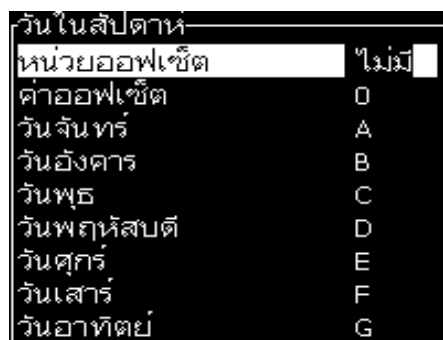 วันในสัปดาห์
หน่วยออฟเซ็ต ไม่มี
ค่าออฟเซ็ต 0
วันจันทร์ A
วันอังคาร B
วันพุธ C
วันพฤหัสบดี D
วันศุกร์ E
วันเสาร์ F
วันอาทิตย์ G